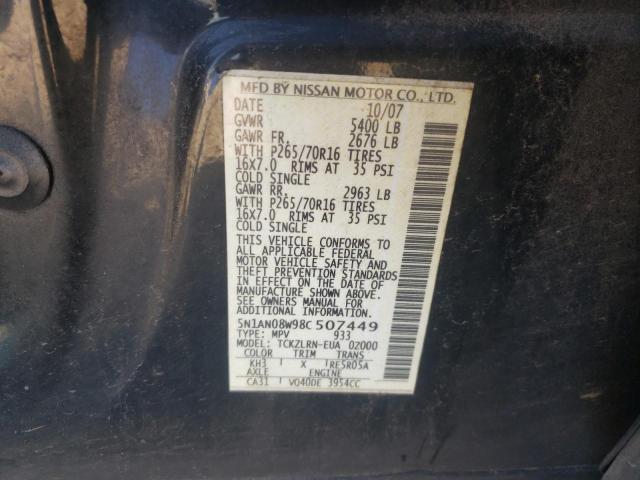 MFD BY NISSAN MOTOR CO., LTD.
DATE 10/07
GVWR 5400 LB
GAWR FR. 2676 LB
WITH P265/70R16 TIRES
16X7.0 RIMS AT 35 PSI
COLD SINGLE
GAWR RR. 2963 LB
WITH P265/70R16 TIRES
16X7.0 RIMS AT 35 PSI
COLD SINGLE
THIS VEHICLE CONFORMS TO
ALL APPLICABLE FEDERAL
MOTOR VEHICLE SAFETY AND
THEFT PREVENTION STANDARDS
IN EFFECT ON THE DATE OF
MANUFACTURE SHOWN ABOVE.
SEE OWNERS MANUAL FOR
ADDITIONAL INFORMATION.
5N1AN08W98C507449
TYPE: MPV 933
MODEL: TCKZLRN-EUA 02000
COLOR TRIM TRANS
KH3 X RE5R05A
AXLE ENGINE
CA31 VQ40DE 3954CC